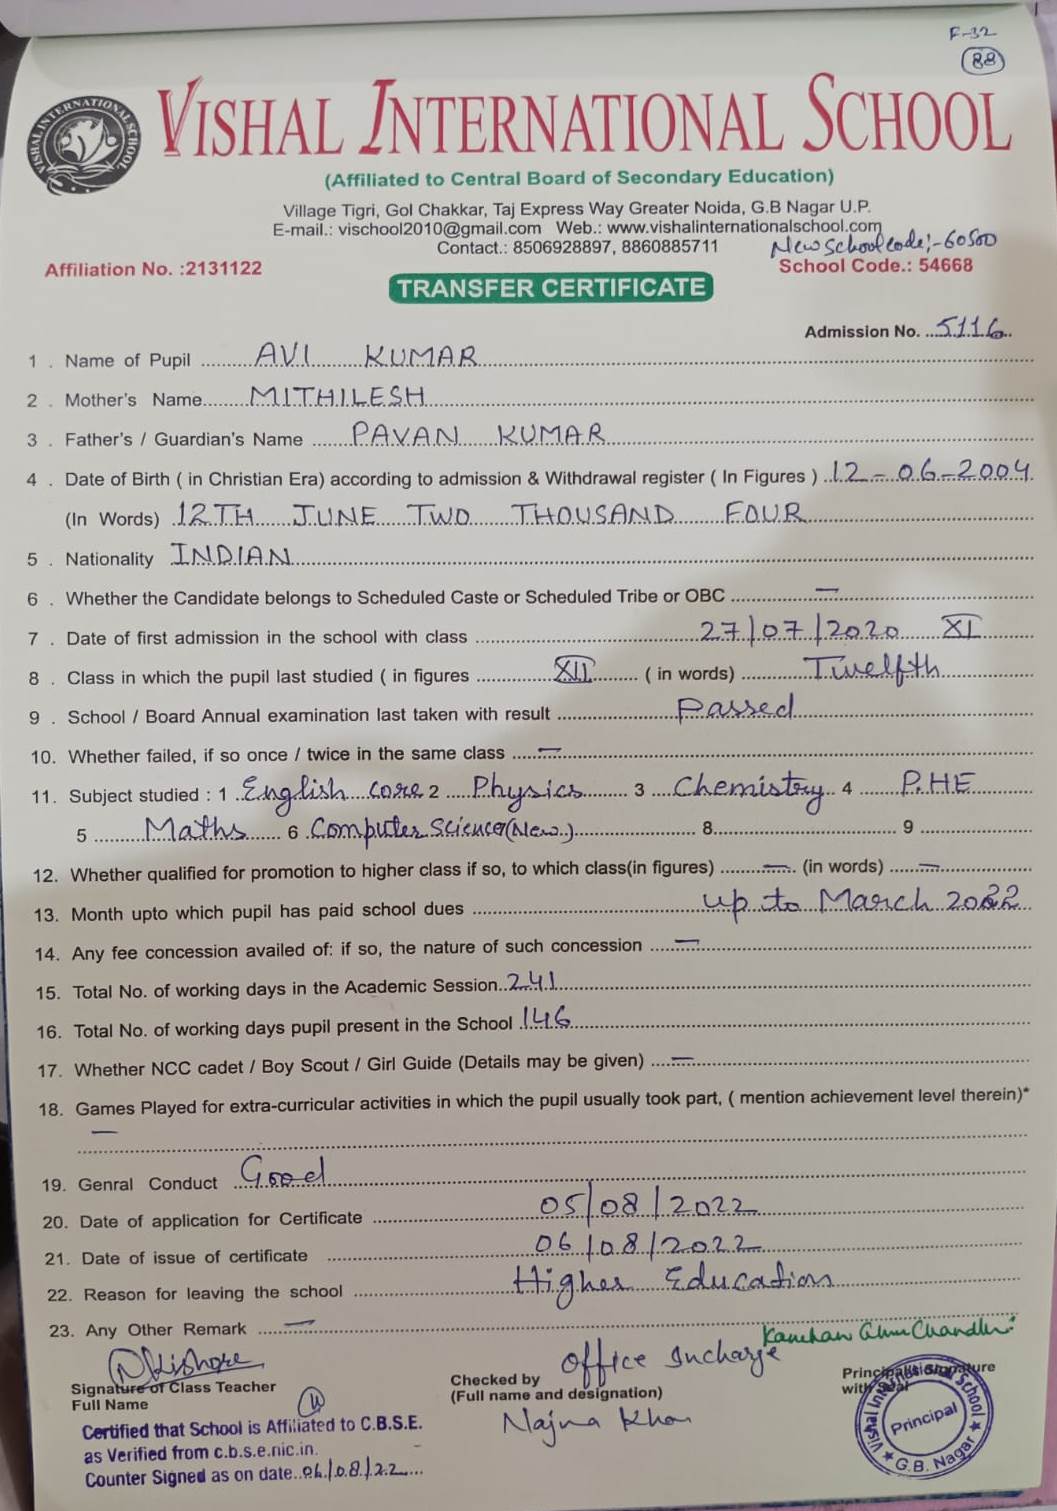 F-32
88
VISHAL INTERNATIONAL SCHOOL
VISHAL INTERNATIONAL SCHOOL
(Affiliated to Central Board of Secondary Education)
Village Tigri, Gol Chakkar, Taj Express Way Greater Noida, G.B Nagar U.P.
E-mail.: vischool2010@gmail.com Web.: www.vishalinternationalschool.com
Contact.: 8506928897, 8860885711 New School code:-60500
Affiliation No. :2131122 School Code.: 54668
TRANSFER CERTIFICATE
Admission No. 5116
1 . Name of Pupil AVI KUMAR
2 . Mother's Name MITHILESH
3 . Father's / Guardian's Name PAVAN KUMAR
4 . Date of Birth ( in Christian Era) according to admission & Withdrawal register ( In Figures ) 12-06-2004
(In Words) 12TH JUNE TWO THOUSAND FOUR
5 . Nationality INDIAN
6 . Whether the Candidate belongs to Scheduled Caste or Scheduled Tribe or OBC —
7 . Date of first admission in the school with class 27/07/2020 XI
8 . Class in which the pupil last studied ( in figures XII ( in words) Twelfth
9 . School / Board Annual examination last taken with result Passed
10. Whether failed, if so once / twice in the same class —
11. Subject studied : 1 English core 2 Physics 3 Chemistry 4 P.HE
5 Maths 6 Computer Science(New) 8 9
12. Whether qualified for promotion to higher class if so, to which class(in figures) — (in words) —
13. Month upto which pupil has paid school dues up to March 2022
14. Any fee concession availed of: if so, the nature of such concession —
15. Total No. of working days in the Academic Session 241
16. Total No. of working days pupil present in the School 146
17. Whether NCC cadet / Boy Scout / Girl Guide (Details may be given) —
18. Games Played for extra-curricular activities in which the pupil usually took part, ( mention achievement level therein)*
—
19. Genral Conduct Good
20. Date of application for Certificate 05/08/2022
21. Date of issue of certificate 06/08/2022
22. Reason for leaving the school Higher Education
23. Any Other Remark —
Kishore Office Incharge Kanchan
Signature of Class Teacher Checked by Principal's Signature
Full Name (Full name and designation) with Seal
Najma Khan
Certified that School is Affiliated to C.B.S.E.
as Verified from c.b.s.e.nic.in.
Counter Signed as on date 06/08/22
Vishal International School
Principal
G.B. Nagar